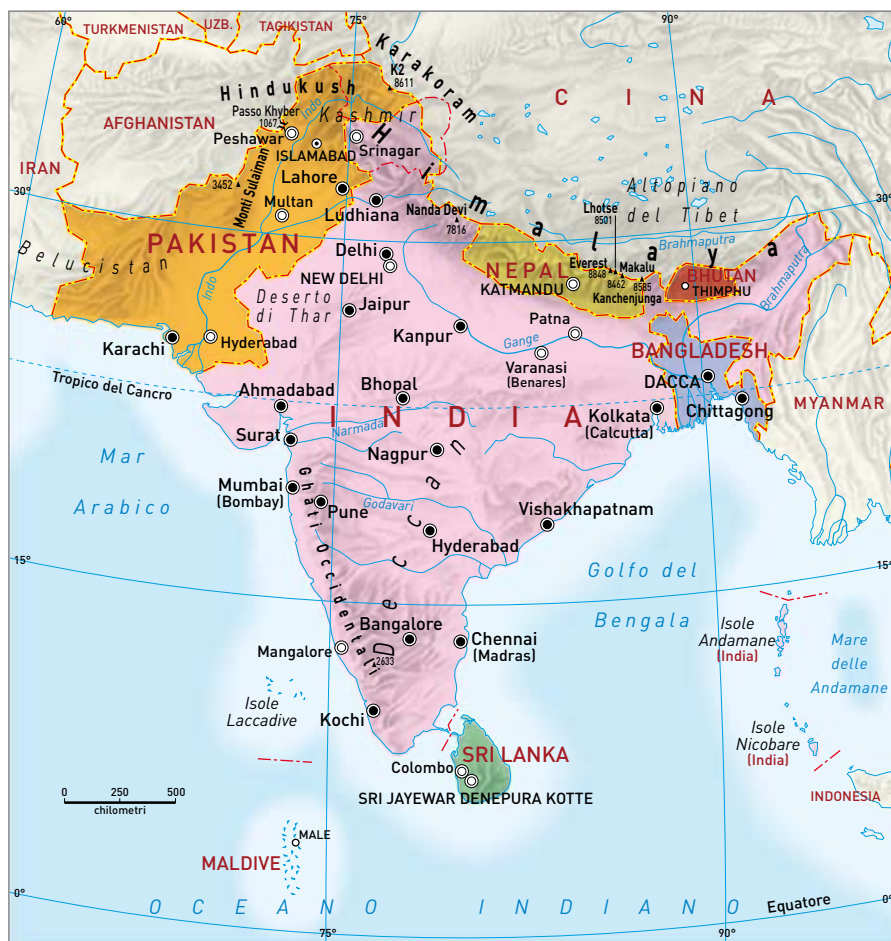 60°
75°
90°
TURKMENISTAN
UZB.
TAGIKISTAN
Karakoram
K2
8611
Hindukush
C I N A
Passo Khyber
1067
Indo
Kashmir
AFGHANISTAN
Peshawar
ISLAMABAD
Srinagar
Himalaya
IRAN
30°
3452
Monti Sulaiman
Lahore
Multan
Ludhiana
Nanda Devi
7816
Lhotse
8501
Altopiano
del Tibet
30°
PAKISTAN
Belucistan
Delhi
NEW DELHI
Brahmaputra
NEPAL
Everest
8848
8462
Makalu
8585
Kanchenjunga
KATMANDU
BHUTAN
THIMPHU
Brahmaputra
Indo
Deserto
di Thar
Jaipur
Kanpur
Patna
Gange
Karachi
Hyderabad
Varanasi
(Benares)
BANGLADESH
DACCA
Tropico del Cancro
Ahmadabad
Bhopal
I N D I A
Kolkata
(Calcutta)
Chittagong
MYANMAR
Surat
Narmada
Nagpur
Mar
Arabico
Mumbai
(Bombay)
Pune
Godavari
Deccan
Vishakhapatnam
Hyderabad
Ghati Occidentali
15°
15°
Golfo del
Bengala
Bangalore
2633
Chennai
(Madras)
Mangalore
Isole
Andamane
(India)
Mare
delle
Andamane
Isole
Laccadive
Kochi
Isole
Nicobare
(India)
SRI LANKA
Colombo
SRI JAYEWAR DENEPURA KOTTE
0 250 500
chilometri
INDONESIA
MALE
MALDIVE
0°
OCEANO INDIANO
Equatore
0°
75°
90°